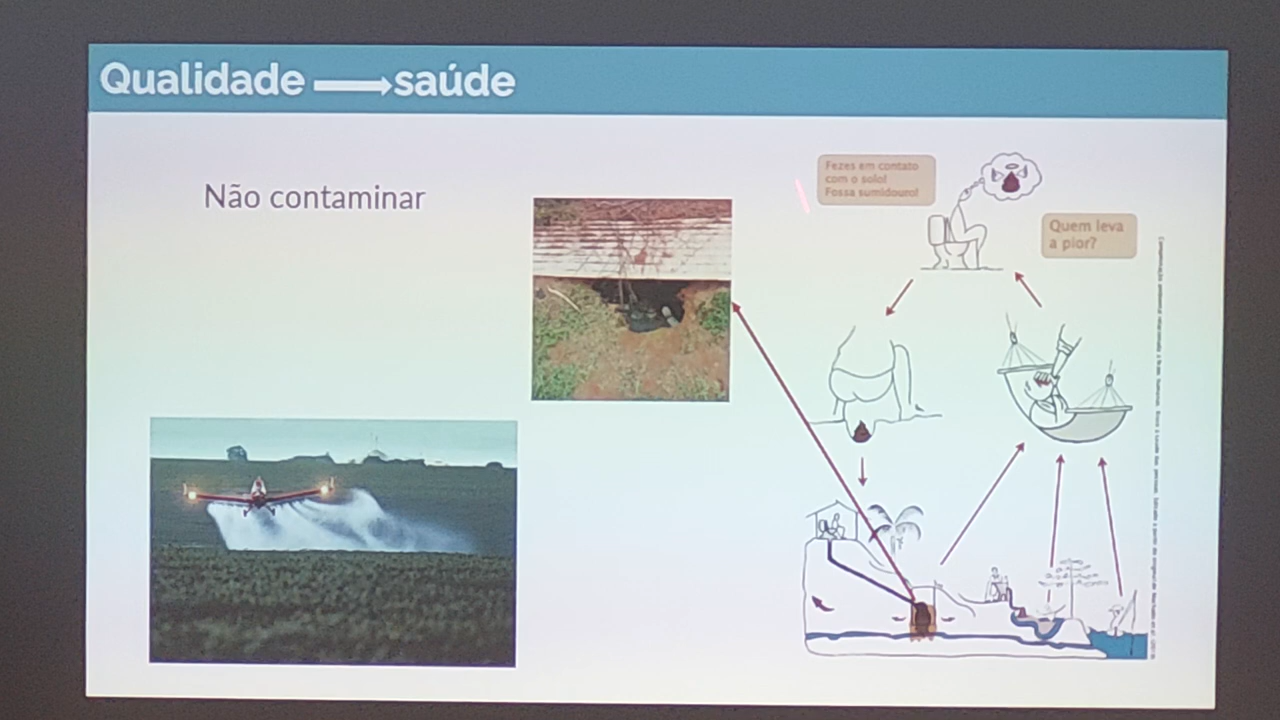 Qualidade → saúde
Não contaminar
Fezes em contato
com o solo!
Fossa sumidouro!
Quem leva
a pior?